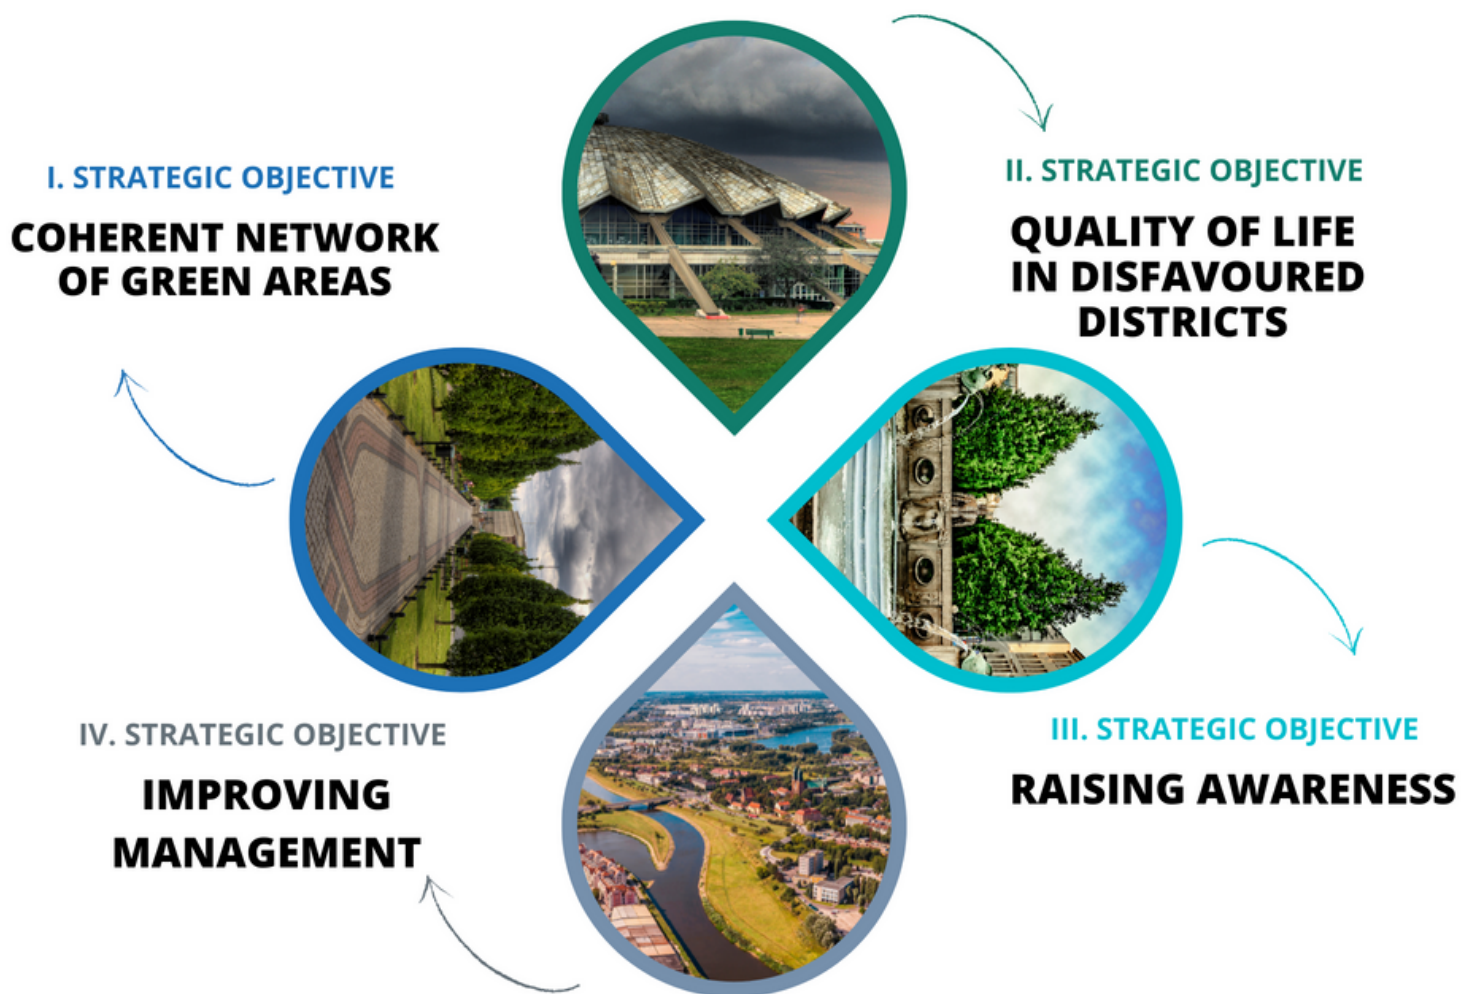 I. STRATEGIC OBJECTIVE
COHERENT NETWORK
OF GREEN AREAS
II. STRATEGIC OBJECTIVE
QUALITY OF LIFE
IN DISFAVOURED
DISTRICTS
III. STRATEGIC OBJECTIVE
RAISING AWARENESS
IV. STRATEGIC OBJECTIVE
IMPROVING
MANAGEMENT